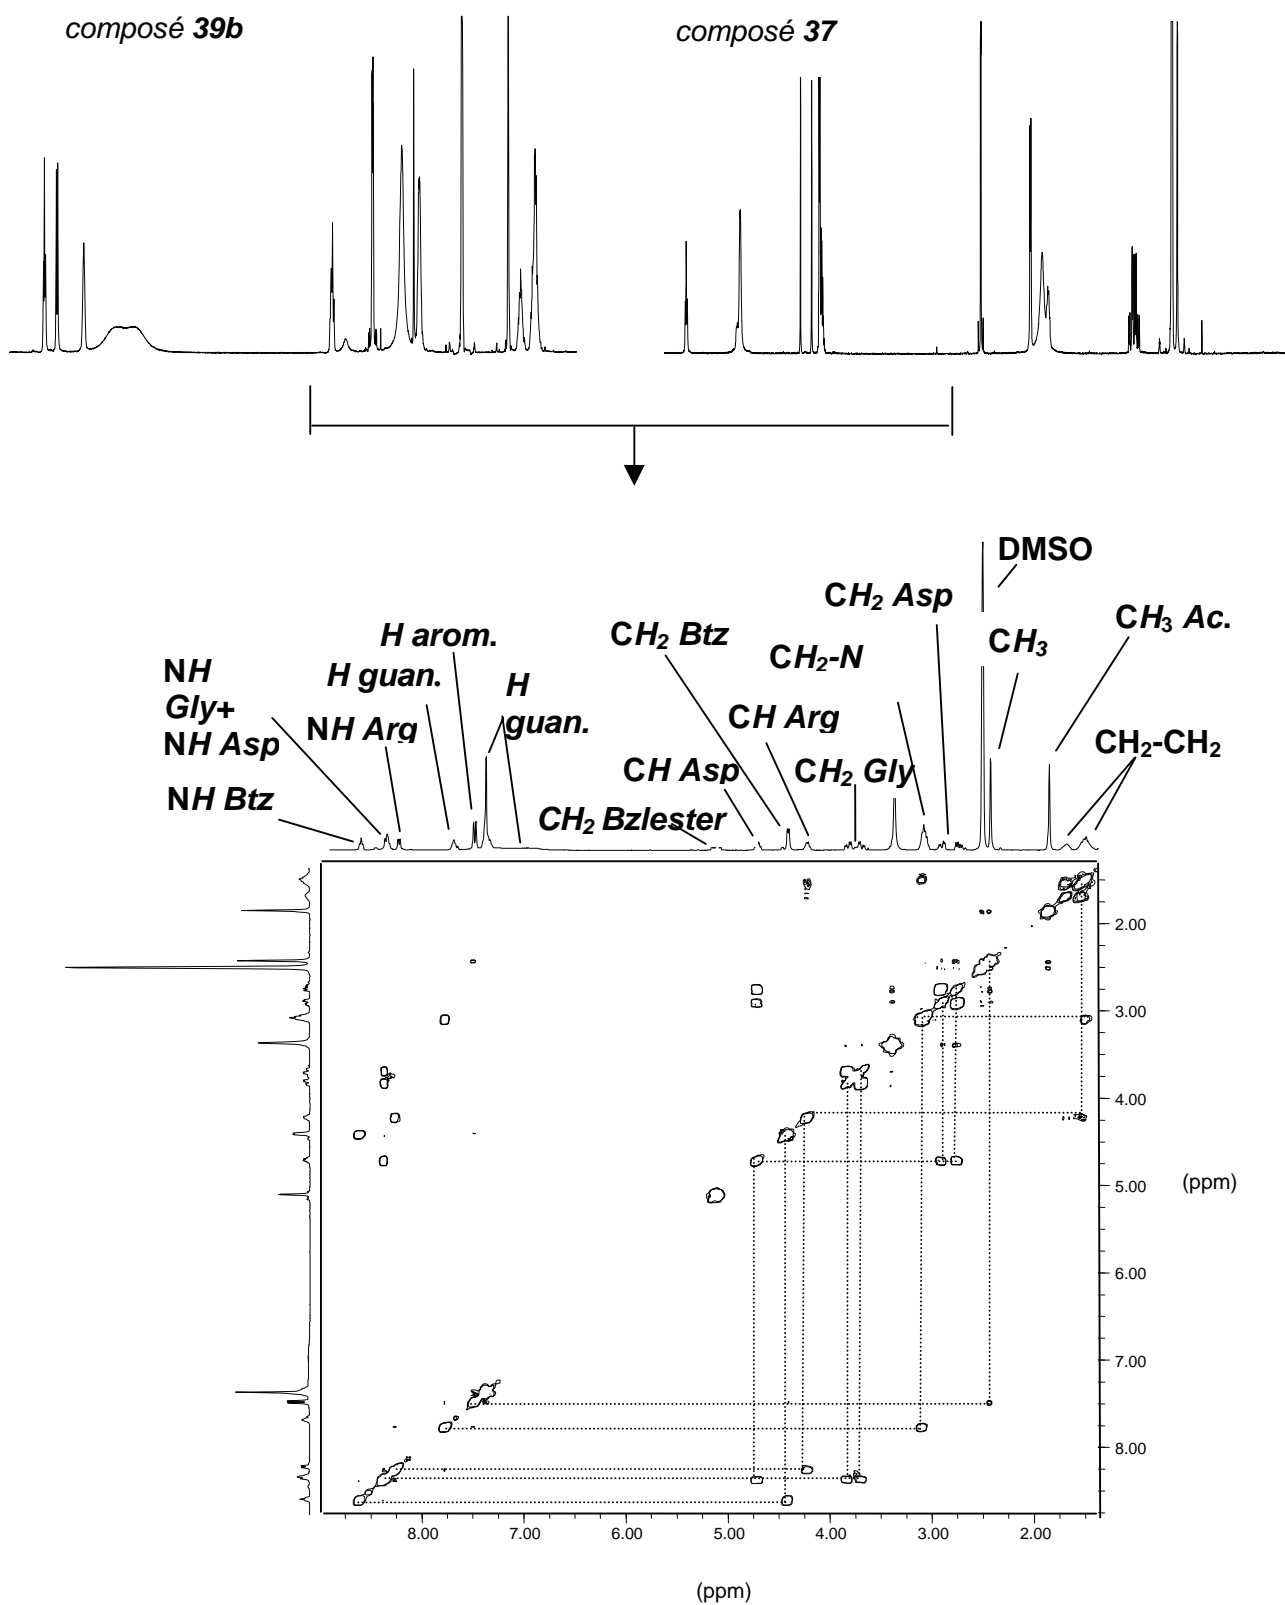 composé 39b
composé 37
DMSO
CH2 Asp
CH3 Ac.
H arom.
CH2 Btz
CH3
CH2-N
NH
Gly+
NH Asp
H guan.
H
guan.
NH Arg
CH Arg
CH2-CH2
CH Asp
CH2 Gly
NH Btz
CH2 Bzlester
2.00
3.00
4.00
5.00
(ppm)
6.00
7.00
8.00
8.00 7.00 6.00 5.00 4.00 3.00 2.00
(ppm)